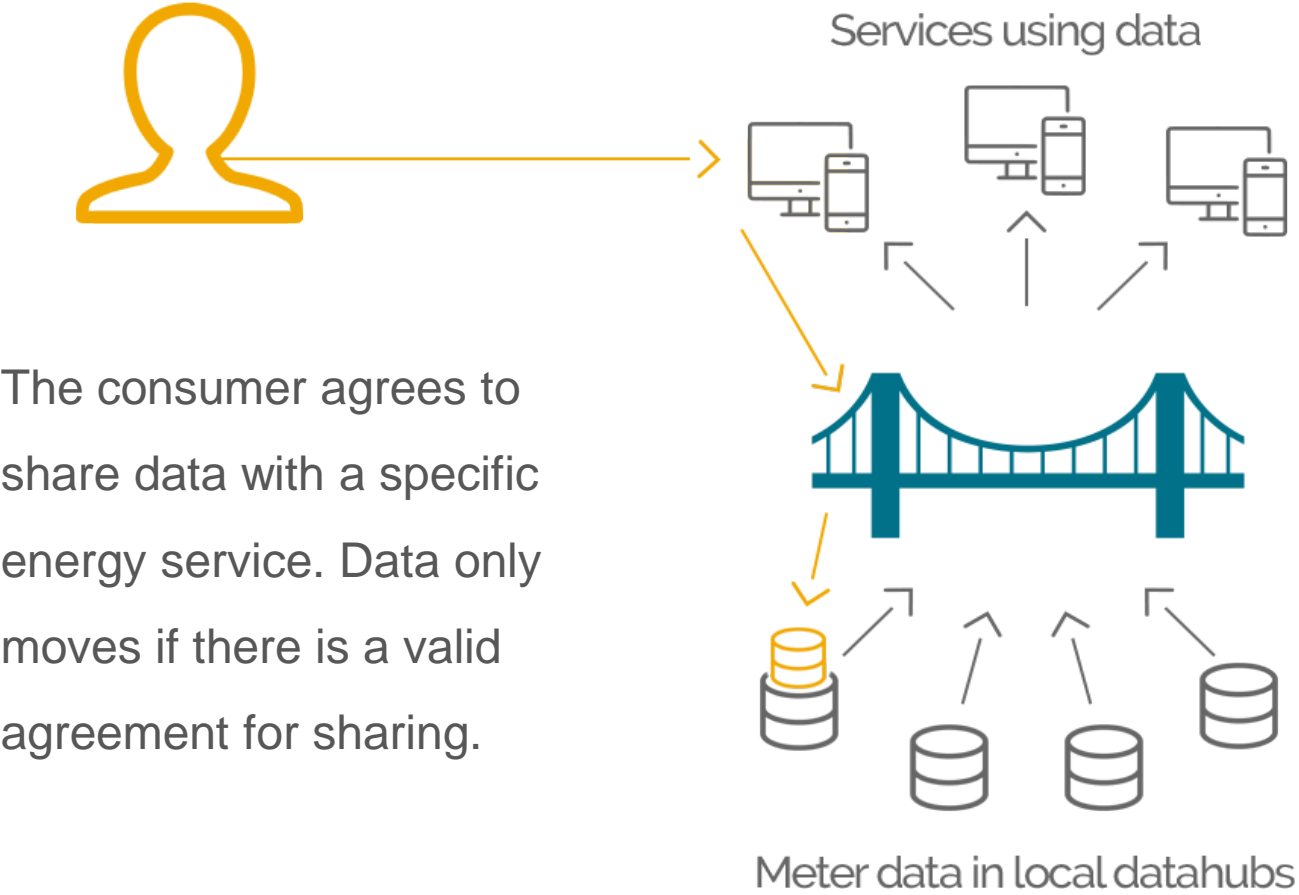 Services using data
The consumer agrees to
share data with a specific
energy service. Data only
moves if there is a valid
agreement for sharing.
Meter data in local datahubs